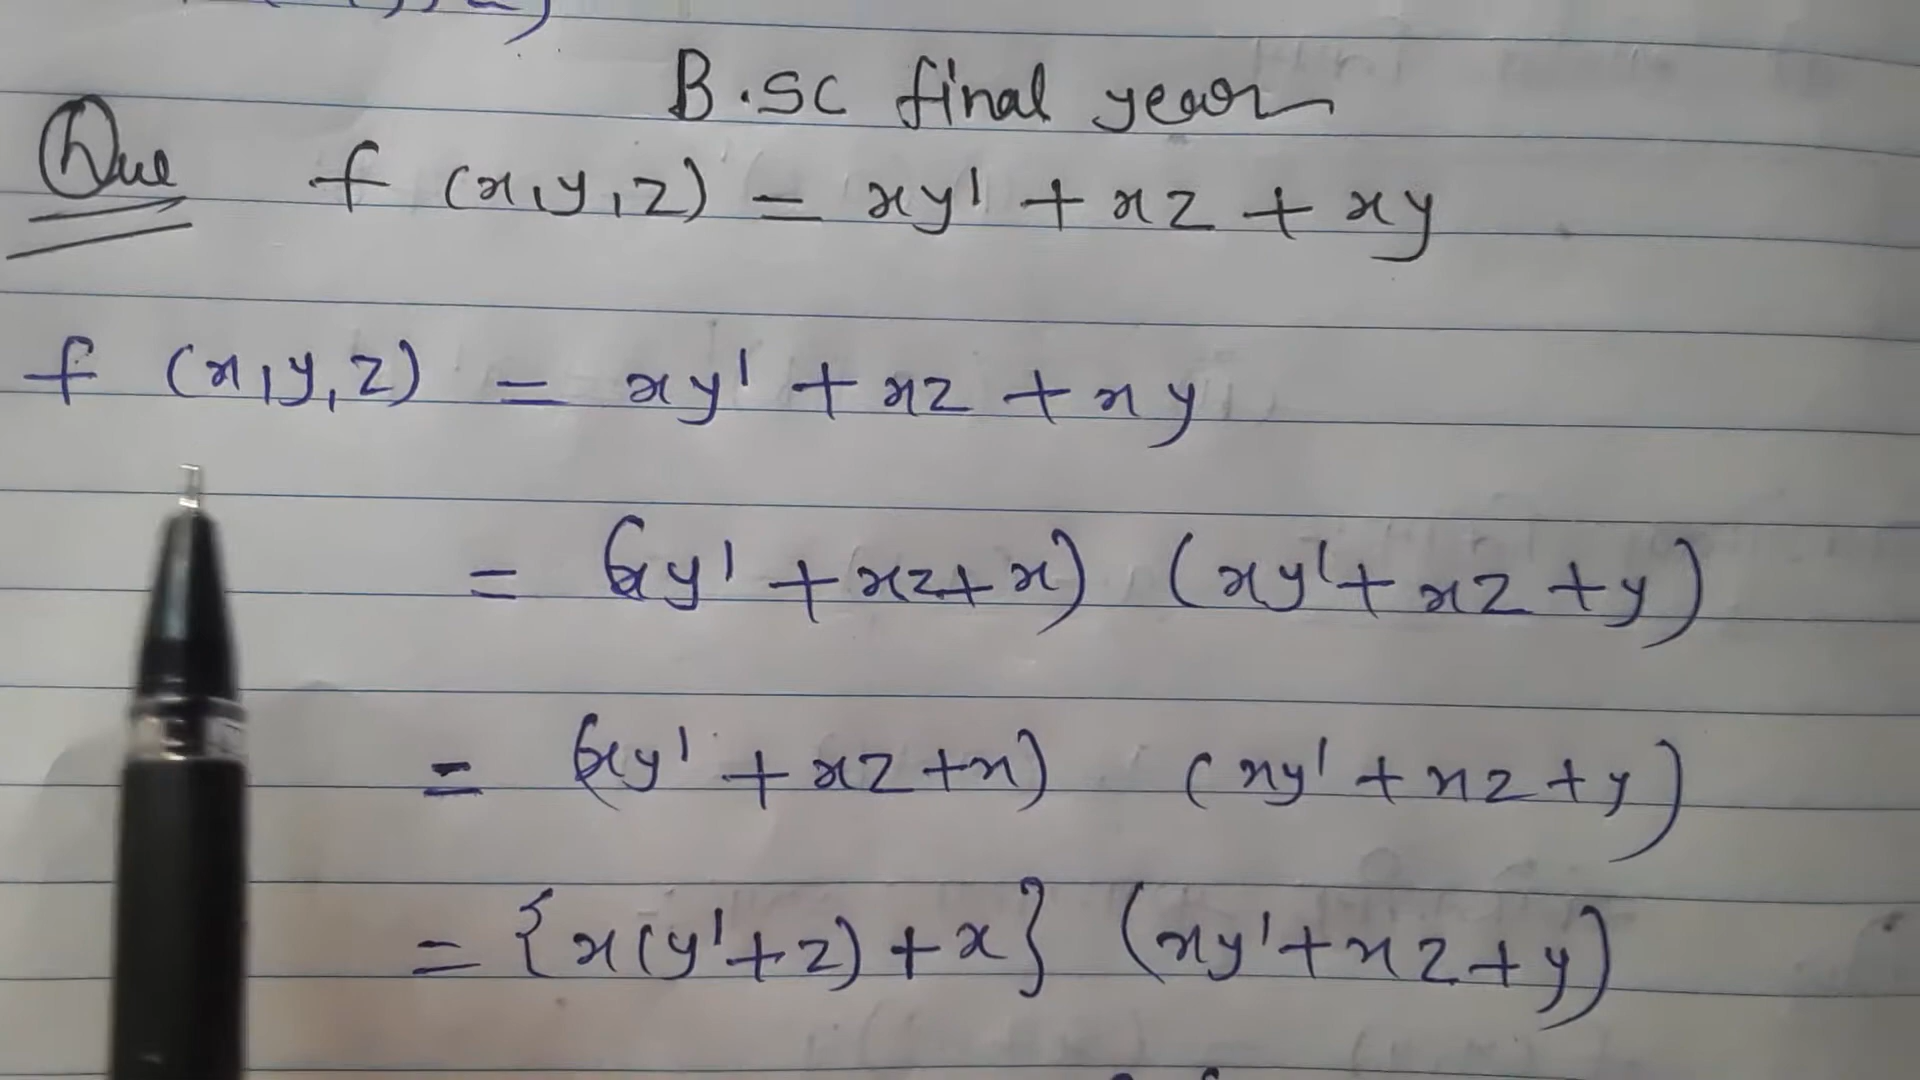 B.SC final year
Que f (x,y,z) = xy' + xz + xy
f (x,y,z) = xy' + xz + xy
= (xy' + xz + x) (xy' + xz + y)
= (xy' + xz + x) (xy' + xz + y)
= {x(y'+z) + x} (xy' + xz + y)